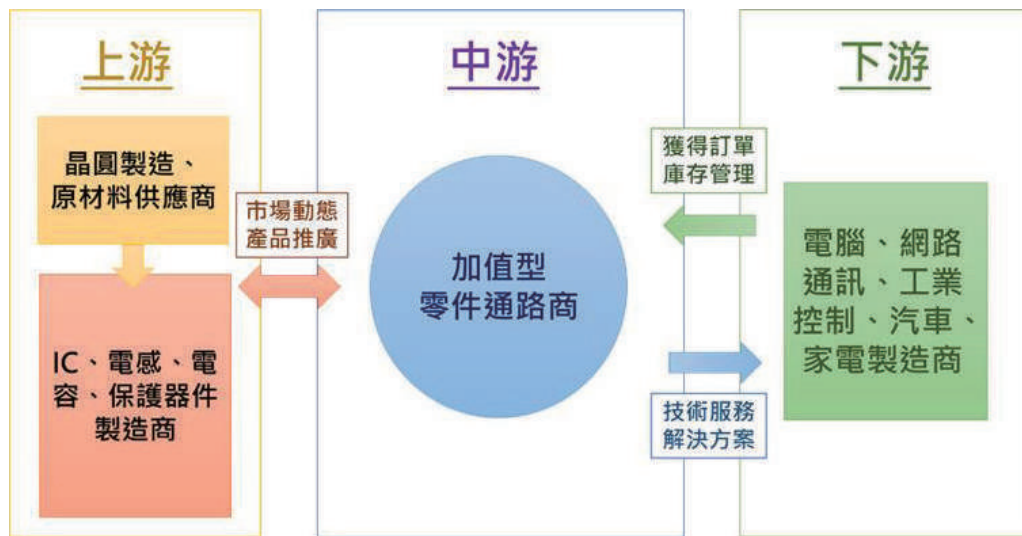 上游
晶圓製造、
原材料供應商
IC、電感、電
容、保護器件
製造商
市場動態
產品推廣
中游
加值型
零件通路商
獲得訂單
庫存管理
技術服務
解決方案
下游
電腦、網路
通訊、工業
控制、汽車、
家電製造商